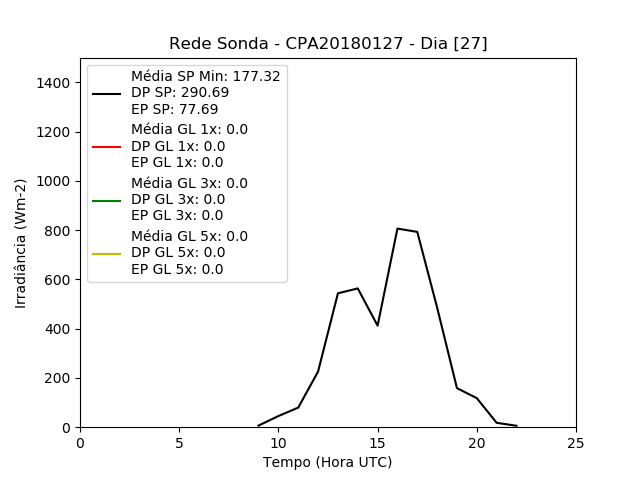 Rede Sonda - CPA20180127 - Dia [27]
Média SP Min: 177.32
DP SP: 290.69
EP SP: 77.69
Média GL 1x: 0.0
DP GL 1x: 0.0
EP GL 1x: 0.0
Média GL 3x: 0.0
DP GL 3x: 0.0
EP GL 3x: 0.0
Média GL 5x: 0.0
DP GL 5x: 0.0
EP GL 5x: 0.0
Irradiância (Wm-2)
1400
1200
1000
800
600
400
200
0
0 5 10 15 20 25
Tempo (Hora UTC)